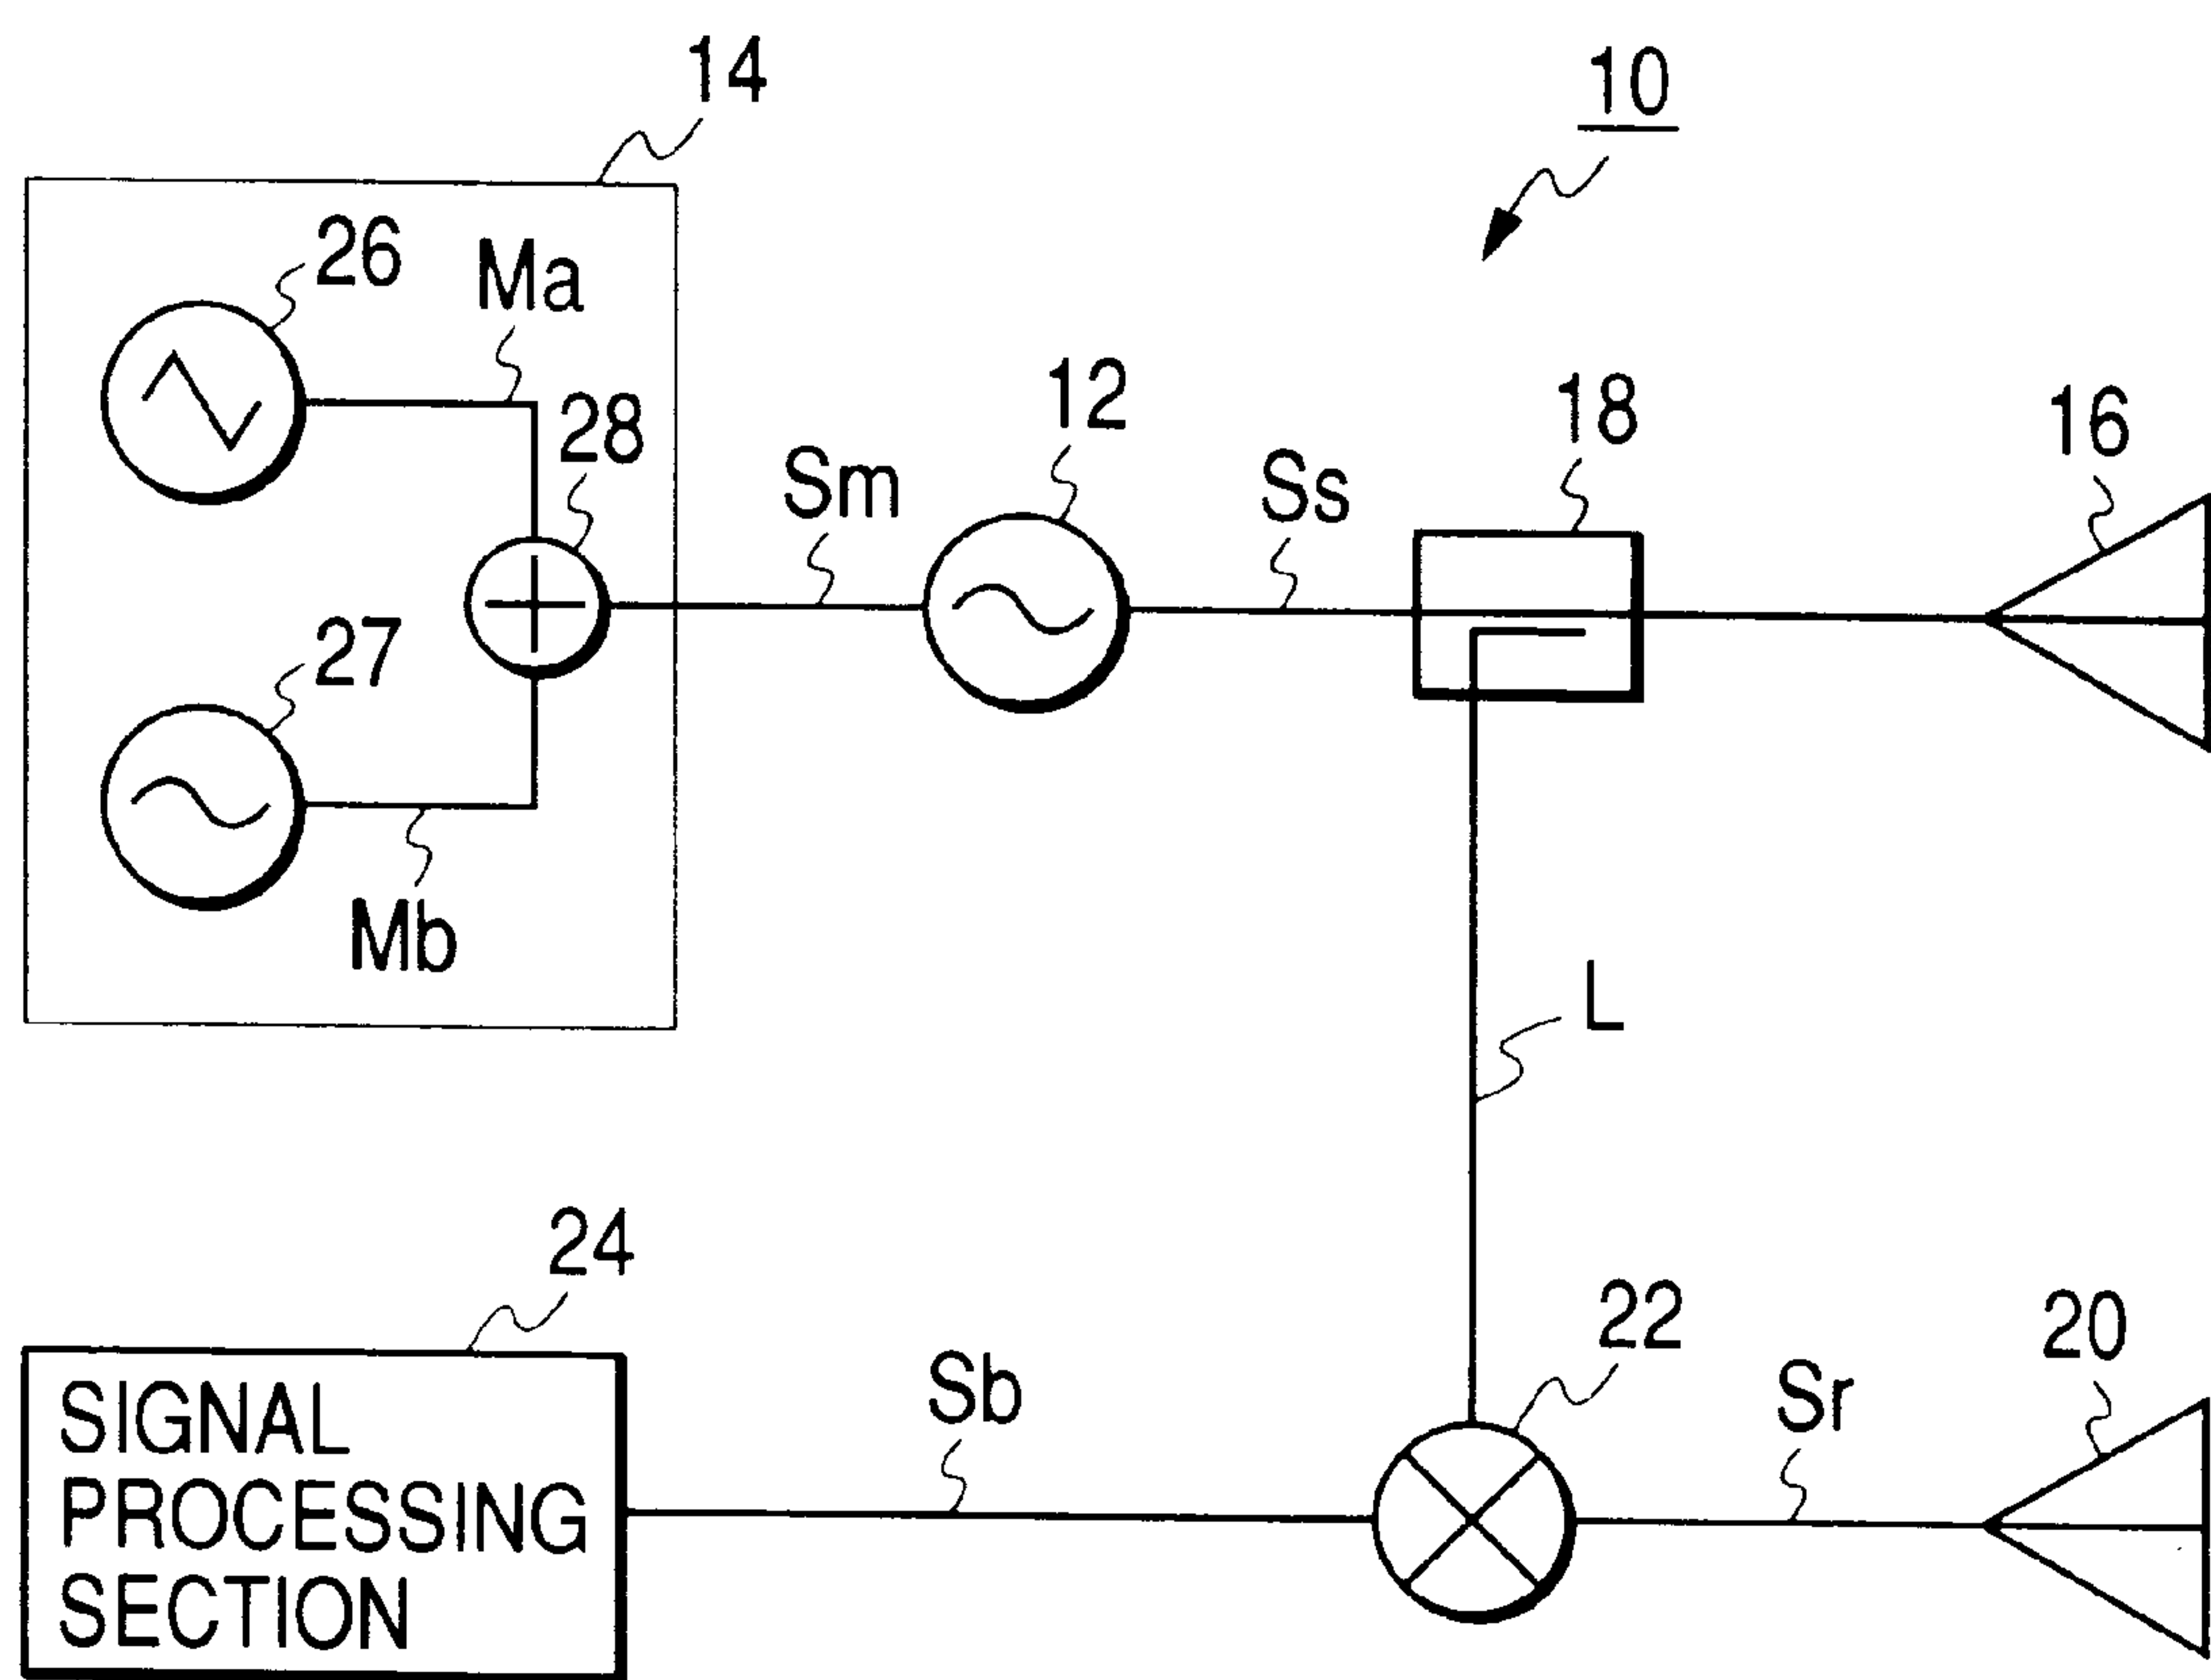 14
10
26
Ma
28
12
18
16
Sm
Ss
27
Mb
L
24
22
20
Sb
Sr
SIGNAL
PROCESSING
SECTION